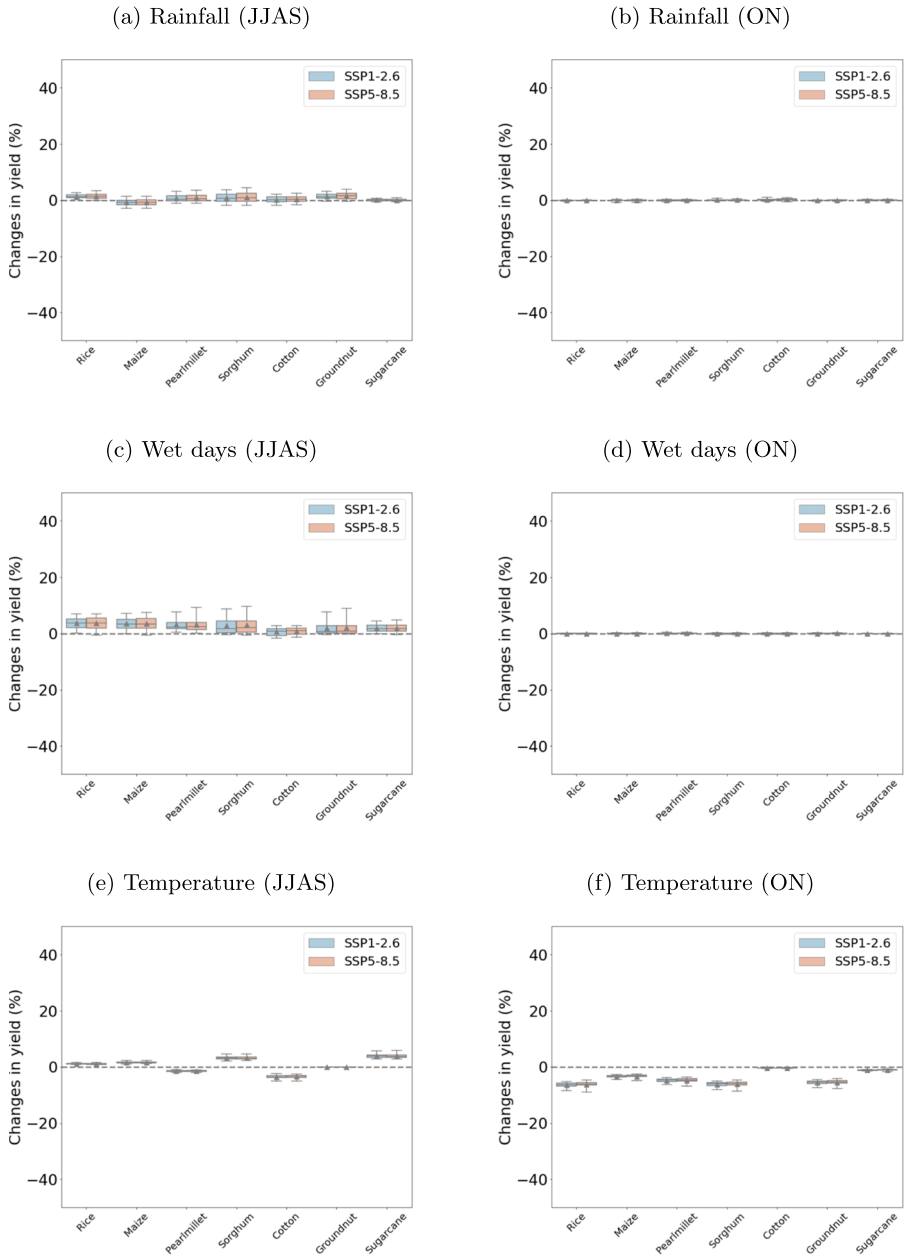 (a) Rainfall (JJAS)
Changes in yield (%)
40
20
0
−20
−40
SSP1-2.6
SSP5-8.5
Rice
Maize
Pearlmillet
Sorghum
Cotton
Groundnut
Sugarcane
(b) Rainfall (ON)
Changes in yield (%)
40
20
0
−20
−40
SSP1-2.6
SSP5-8.5
Rice
Maize
Pearlmillet
Sorghum
Cotton
Groundnut
Sugarcane
(c) Wet days (JJAS)
Changes in yield (%)
40
20
0
−20
−40
SSP1-2.6
SSP5-8.5
Rice
Maize
Pearlmillet
Sorghum
Cotton
Groundnut
Sugarcane
(d) Wet days (ON)
Changes in yield (%)
40
20
0
−20
−40
SSP1-2.6
SSP5-8.5
Rice
Maize
Pearlmillet
Sorghum
Cotton
Groundnut
Sugarcane
(e) Temperature (JJAS)
Changes in yield (%)
40
20
0
−20
−40
SSP1-2.6
SSP5-8.5
Rice
Maize
Pearlmillet
Sorghum
Cotton
Groundnut
Sugarcane
(f) Temperature (ON)
Changes in yield (%)
40
20
0
−20
−40
SSP1-2.6
SSP5-8.5
Rice
Maize
Pearlmillet
Sorghum
Cotton
Groundnut
Sugarcane